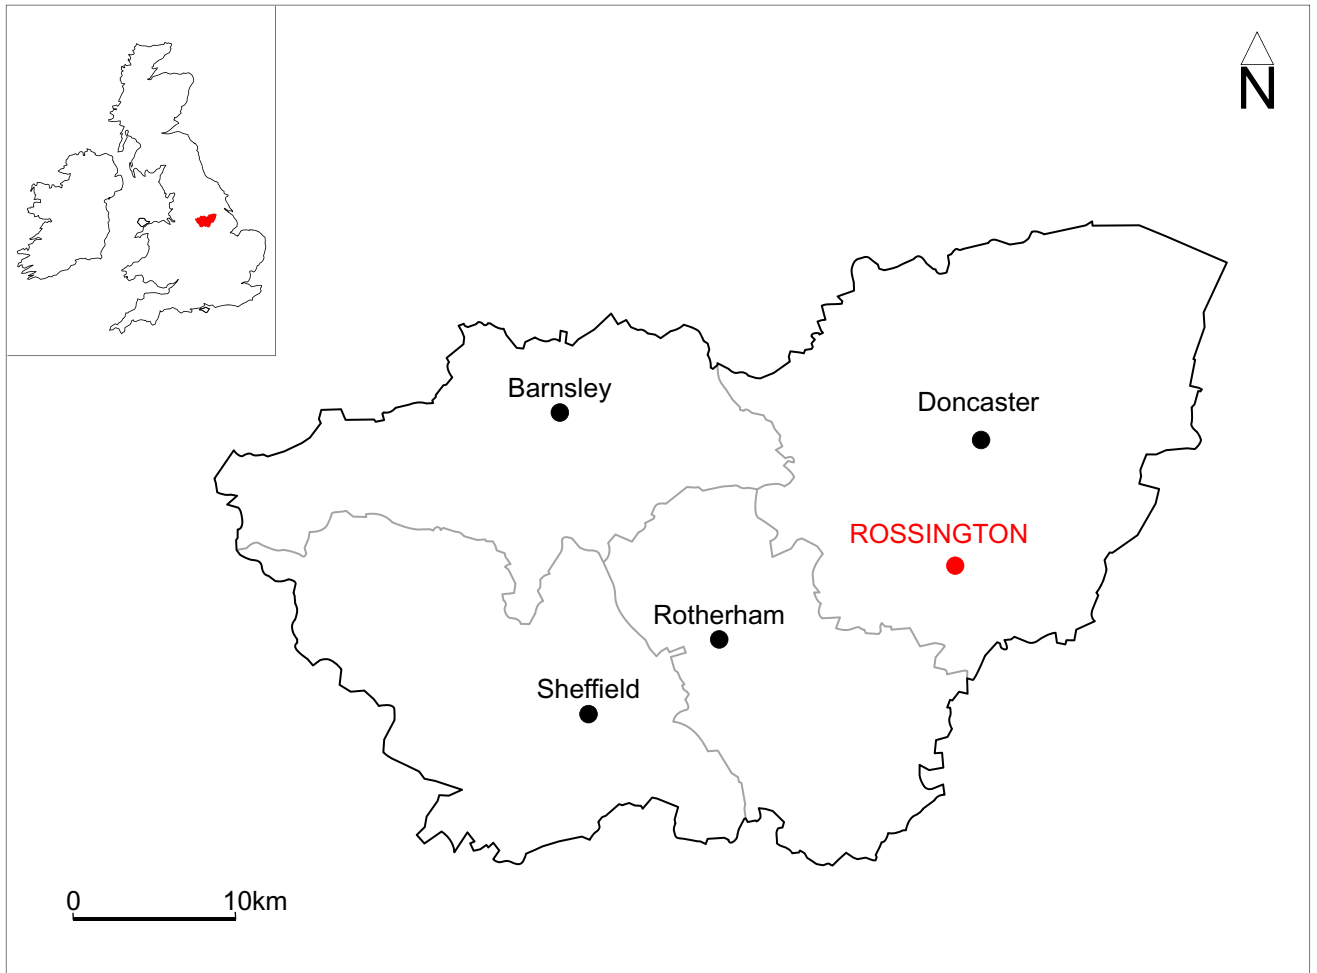 N
Barnsley
Doncaster
ROSSINGTON
Rotherham
Sheffield
0 10km